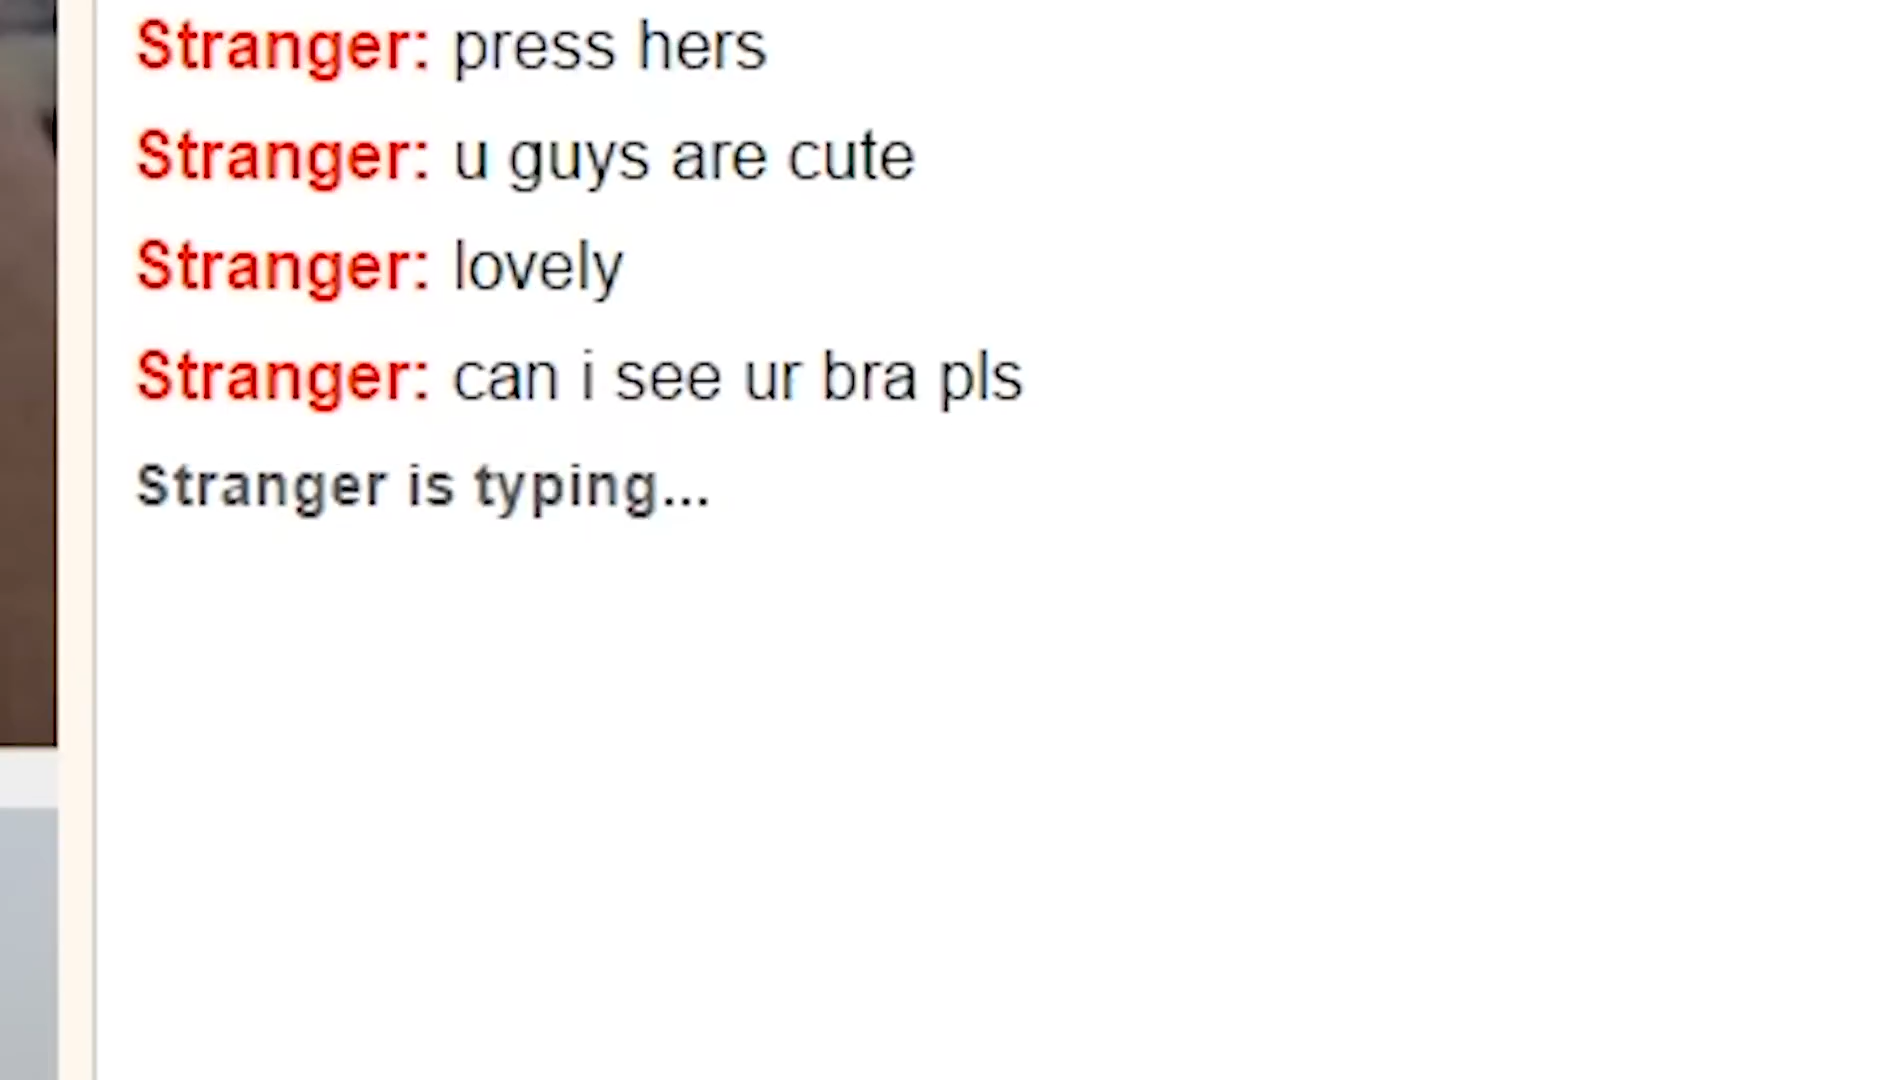 Stranger: press hers
Stranger: u guys are cute
Stranger: lovely
Stranger: can i see ur bra pls
Stranger is typing...